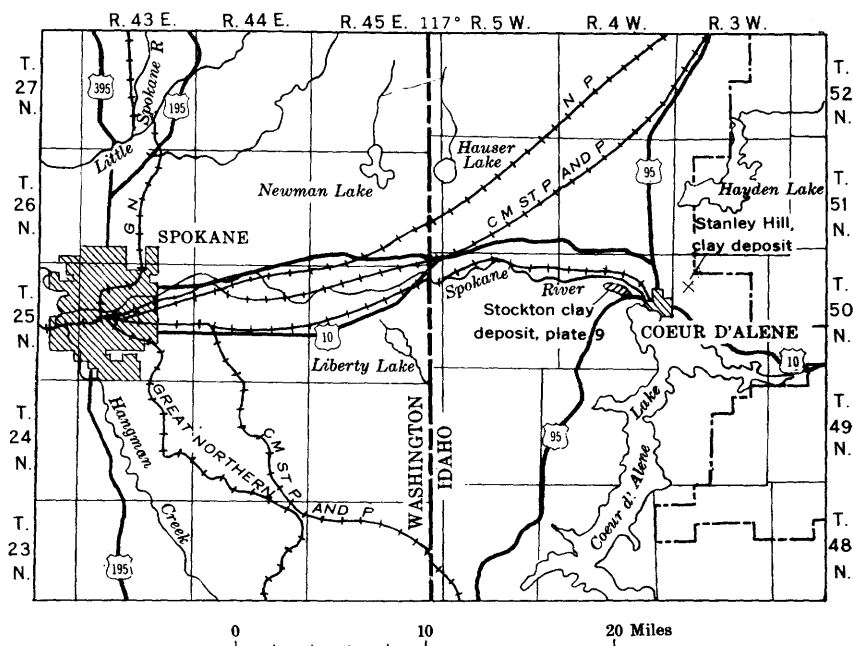 R. 43 E. R. 44 E. R. 45 E. 117° R. 5 W. R. 4 W. R. 3 W.
T.
27
N.
T.
26
N.
T.
25
N.
T.
24
N.
T.
23
N.
T.
52
N.
T.
51
N.
T.
50
N.
T.
49
N.
T.
48
N.
395
195
Little Spokane R
G N
N P
C M ST P AND P
95
Newman Lake
Hauser
Lake
Hayden Lake
Stanley Hill,
clay deposit
SPOKANE
Spokane River
Stockton clay
deposit, plate 9
COEUR D'ALENE
10
10
Liberty Lake
Hangman Creek
GREAT NORTHERN
C M ST P AND P
WASHINGTON
IDAHO
95
Coeur d' Alene Lake
195
0 10 20 Miles